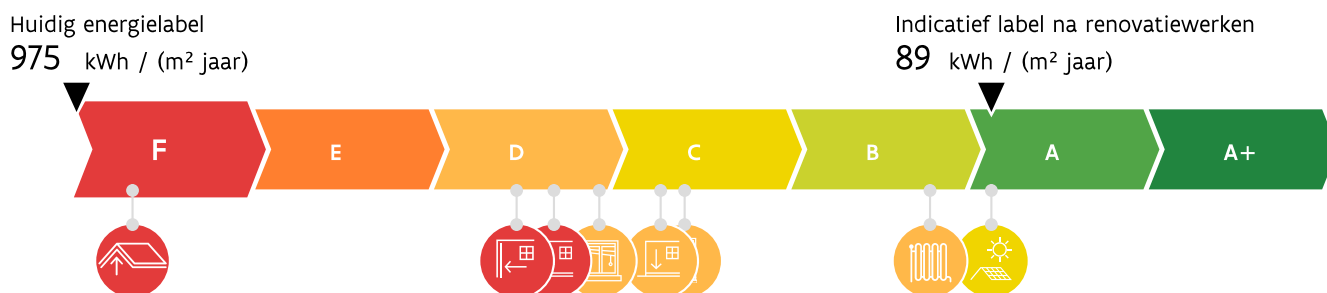 Huidig energielabel
975 kWh / (m² jaar)
Indicatief label na renovatiewerken
89 kWh / (m² jaar)
F E D C B A A+